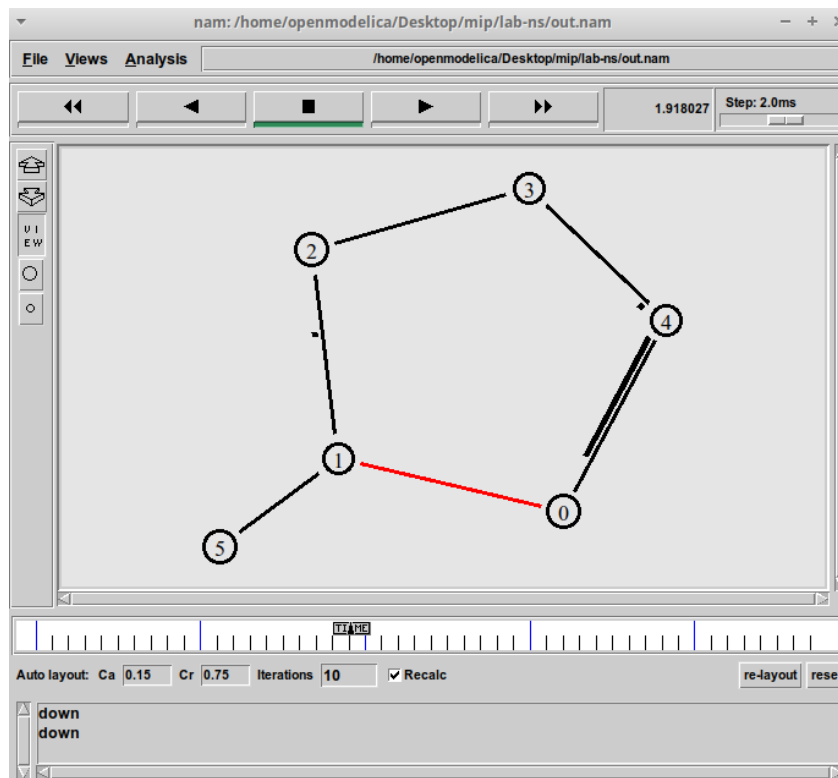 nam: /home/openmodelica/Desktop/mip/lab-ns/out.nam
File Views Analysis /home/openmodelica/Desktop/mip/lab-ns/out.nam
1.918027 Step: 2.0ms
VIEW
3
2
4
1
0
5
TIME
Auto layout: Ca 0.15 Cr 0.75 Iterations 10 Recalc re-layout rese
down
down